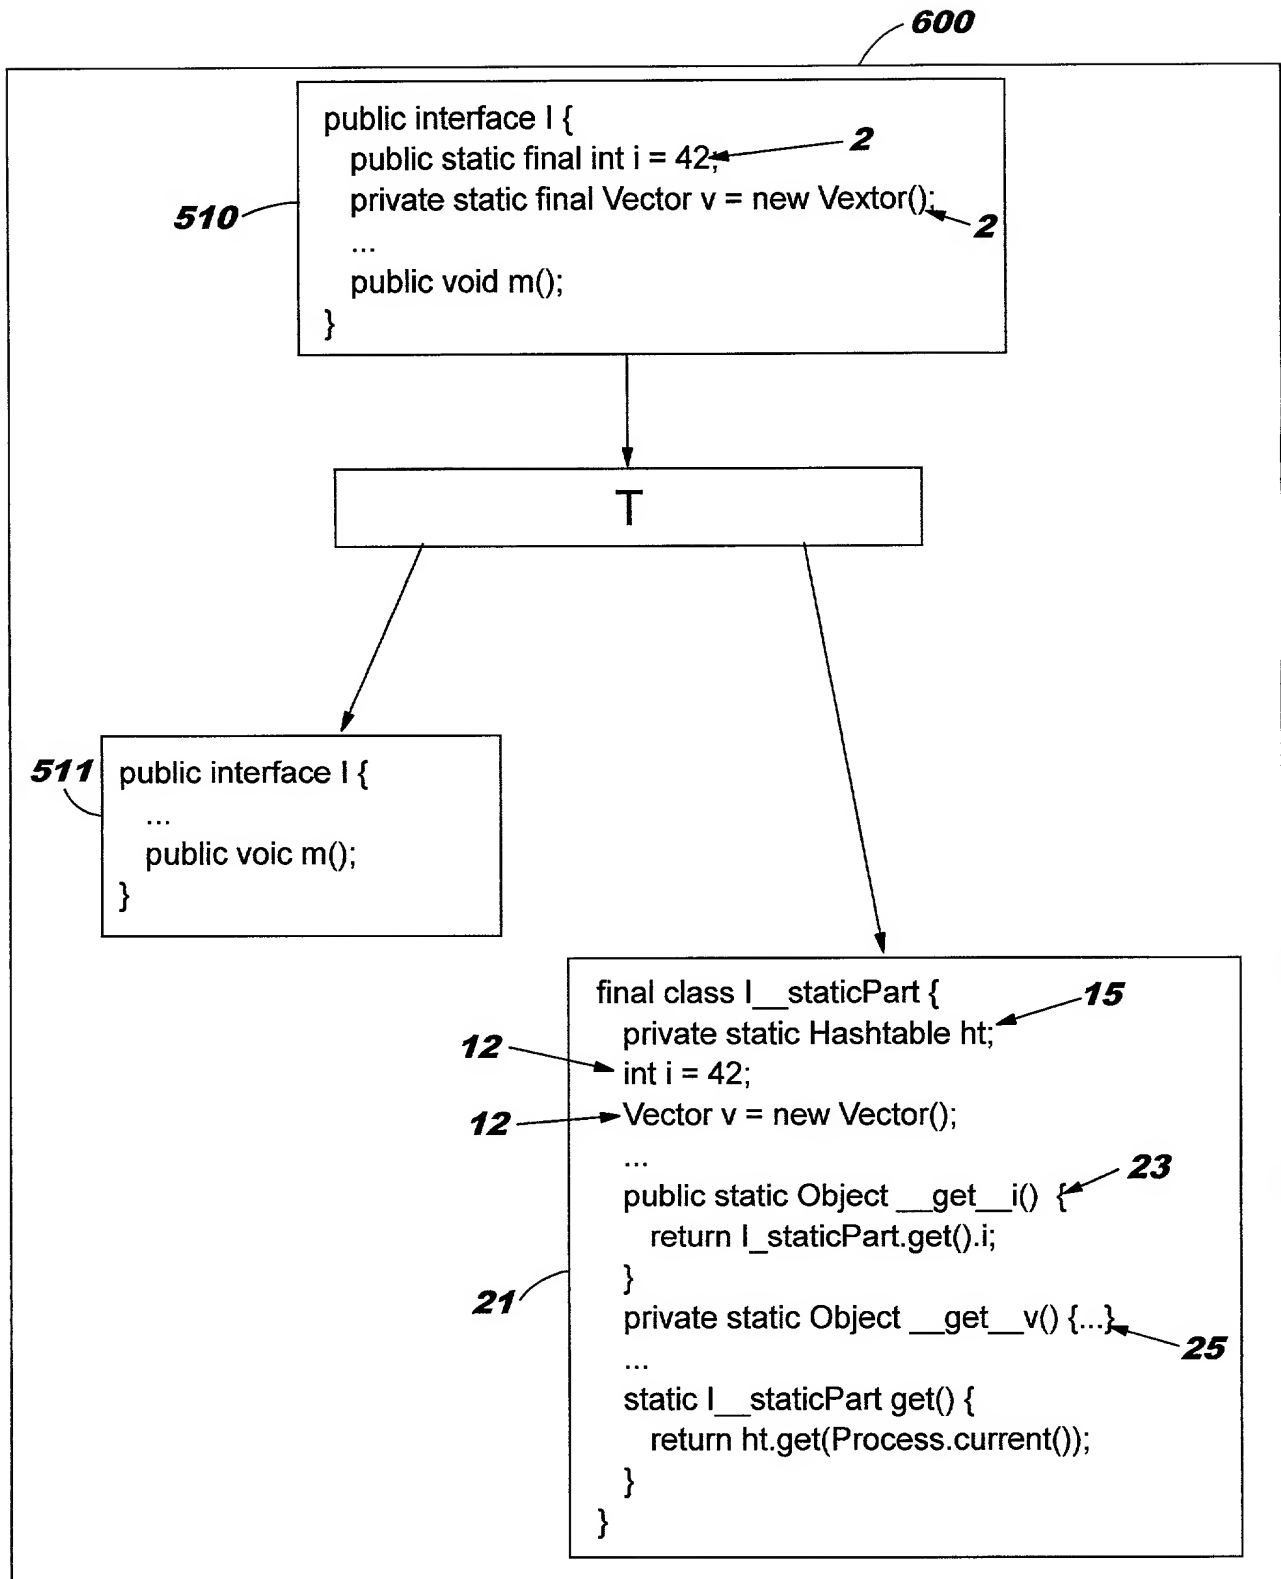 600
public interface I {
public static final int i = 42;
2
private static final Vector v = new Vextor();
510
2
...
public void m();
}
T
511
public interface I {
...
public voic m();
}
final class I__staticPart {
15
private static Hashtable ht;
12
int i = 42;
12
Vector v = new Vector();
...
23
public static Object __get__i() {
return I_staticPart.get().i;
}
21
private static Object __get__v() {...}
25
...
static I__staticPart get() {
return ht.get(Process.current());
}
}